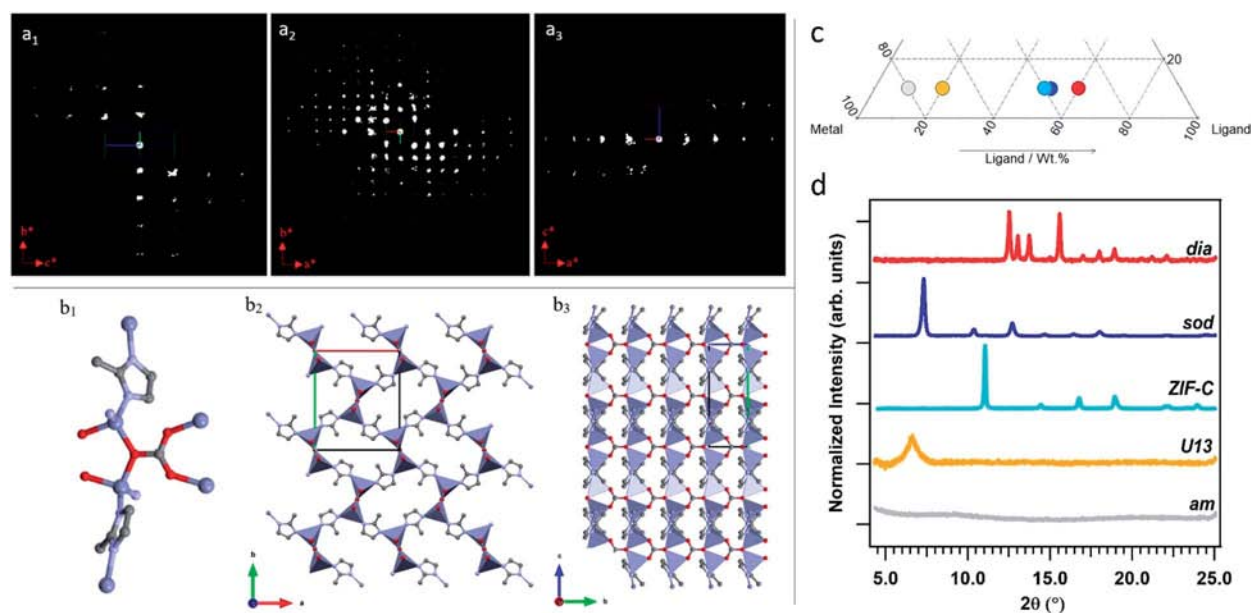 a1
b*
c*
a2
b*
a*
a3
c*
a*
b1
b2
b
a
b3
c
b
c
80
20
100
20
40
60
80
100
Metal
Ligand
Ligand / Wt.%
d
Normalized Intensity (arb. units)
dia
sod
ZIF-C
U13
am
5.0
10.0
15.0
20.0
25.0
2θ (°)